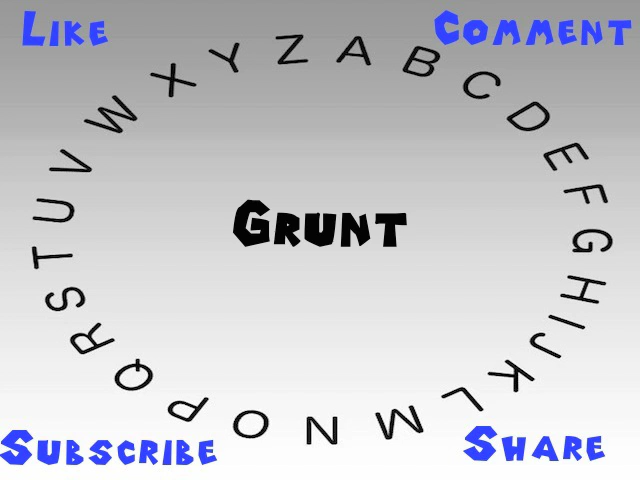 Like
Comment
A B C D E F G H I J K L M N O P Q R S T U V W X Y Z
Grunt
Subscribe
Share